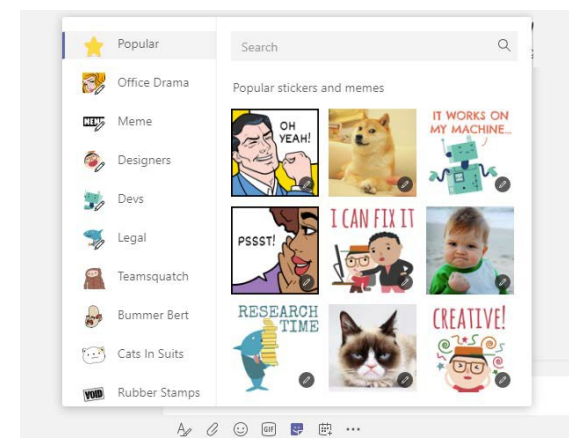 Popular
Office Drama
MEME
Meme
Designers
Devs
Legal
Teamsquatch
Bummer Bert
Cats In Suits
VOID
Rubber Stamps
Search
Popular stickers and memes
OH
YEAH!
IT WORKS ON
MY MACHINE...
PSSST!
I CAN FIX IT
RESEARCH
TIME
CREATIVE!
GIF